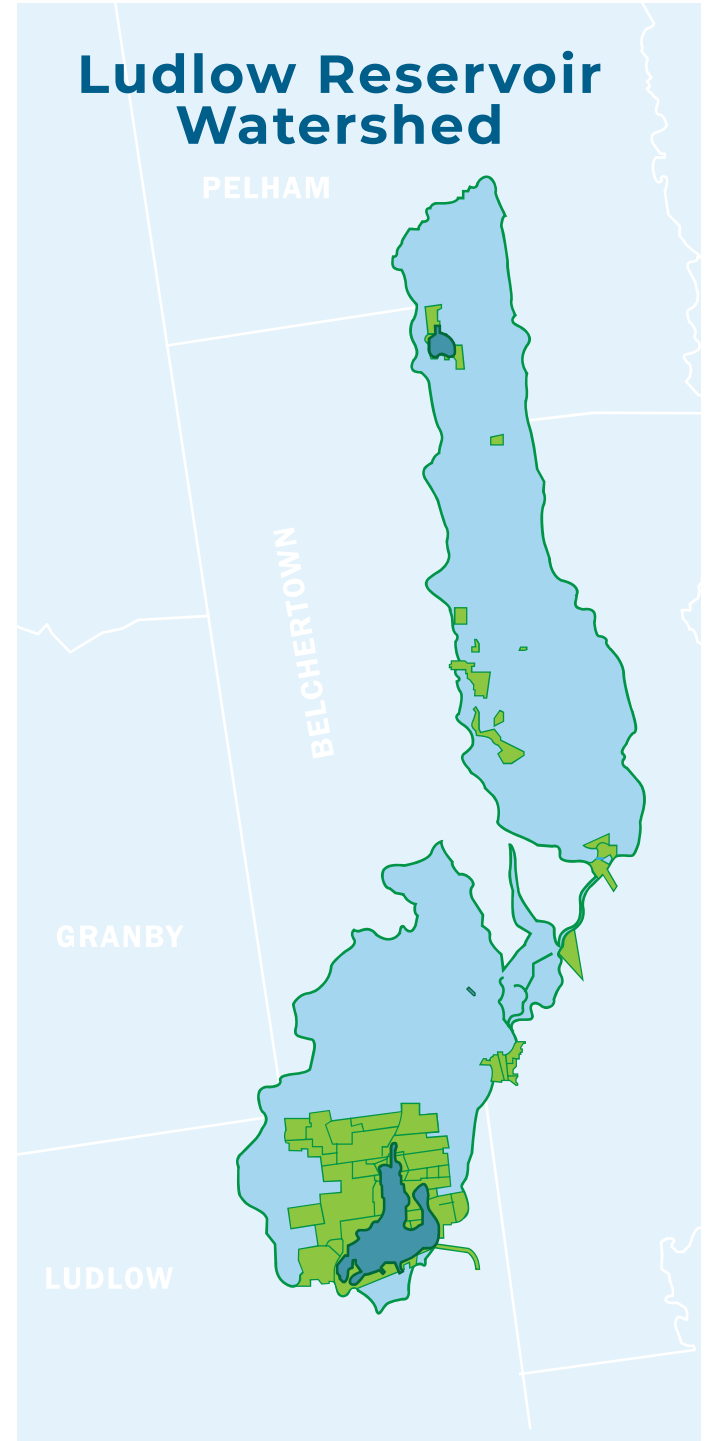 Ludlow Reservoir
Watershed
PELHAM
BELCHERTOWN
GRANBY
LUDLOW